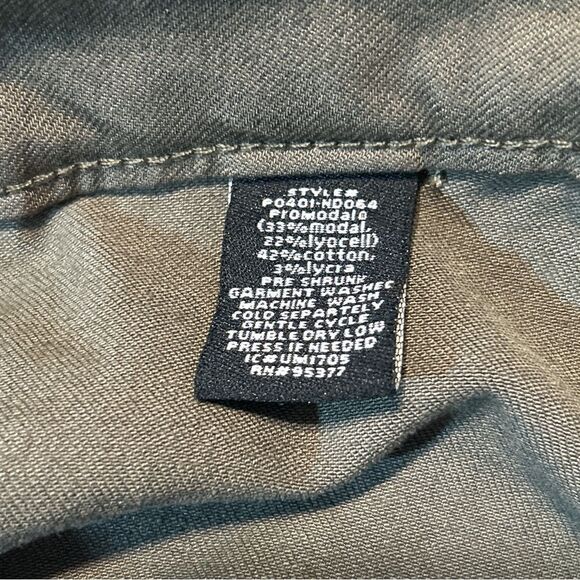 STYLE#
P0401-ND064
Promodal®
(33%modal,
22%lyocell)
42%cotton,
3%lycra
PRE SHRUNK
GARMENT WASHED
MACHINE WASH
COLD SEPARATELY
GENTLE CYCLE
TUMBLE DRY LOW
PRESS IF NEEDED
IC#UM1705
RN#95377